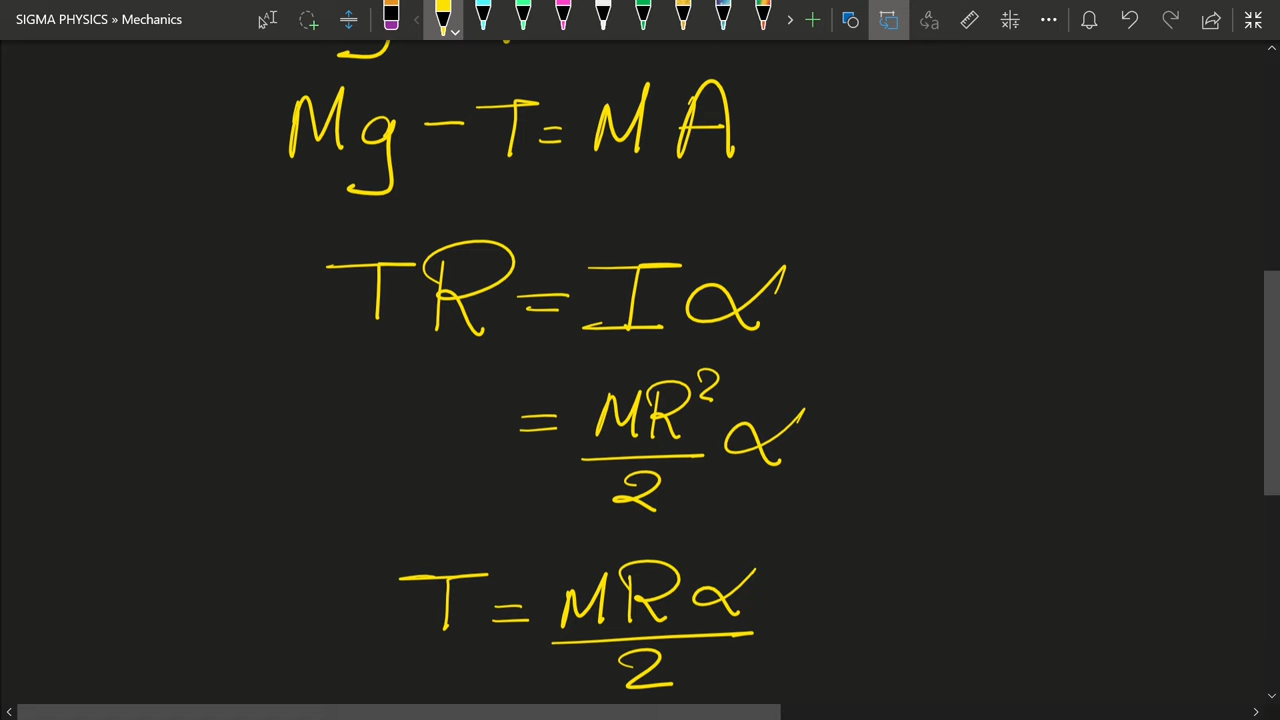 SIGMA PHYSICS » Mechanics
Mg - T = MA
TR = Iα
= MR²/2 α
T = MRα/2